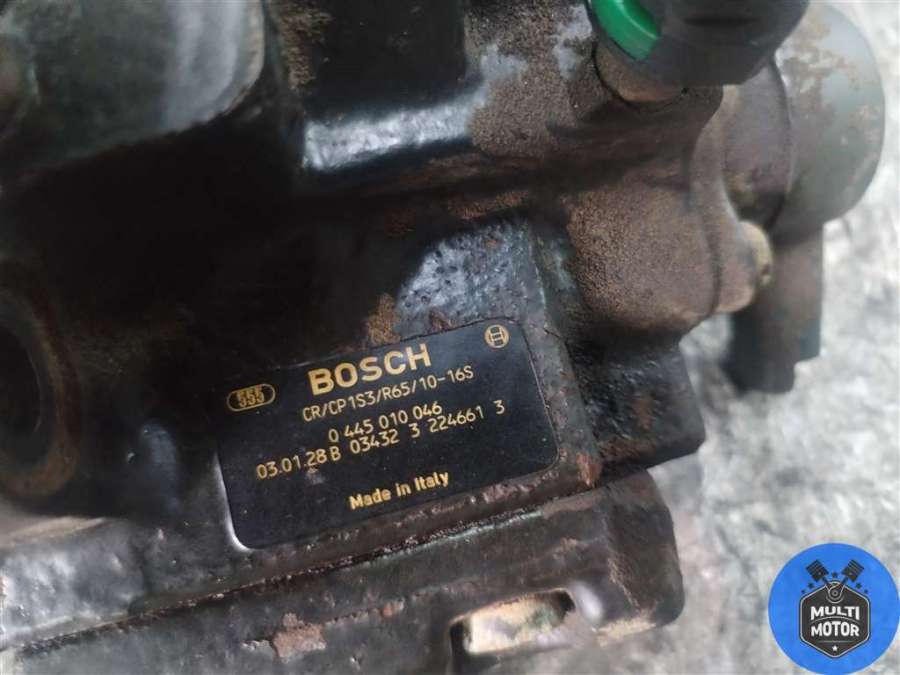 555
BOSCH
CR/CP1S3/R65/10-16S
0 445 010 046
03.01.28 B 03432 3 224661 3
Made in Italy
MULTI
MOTOR